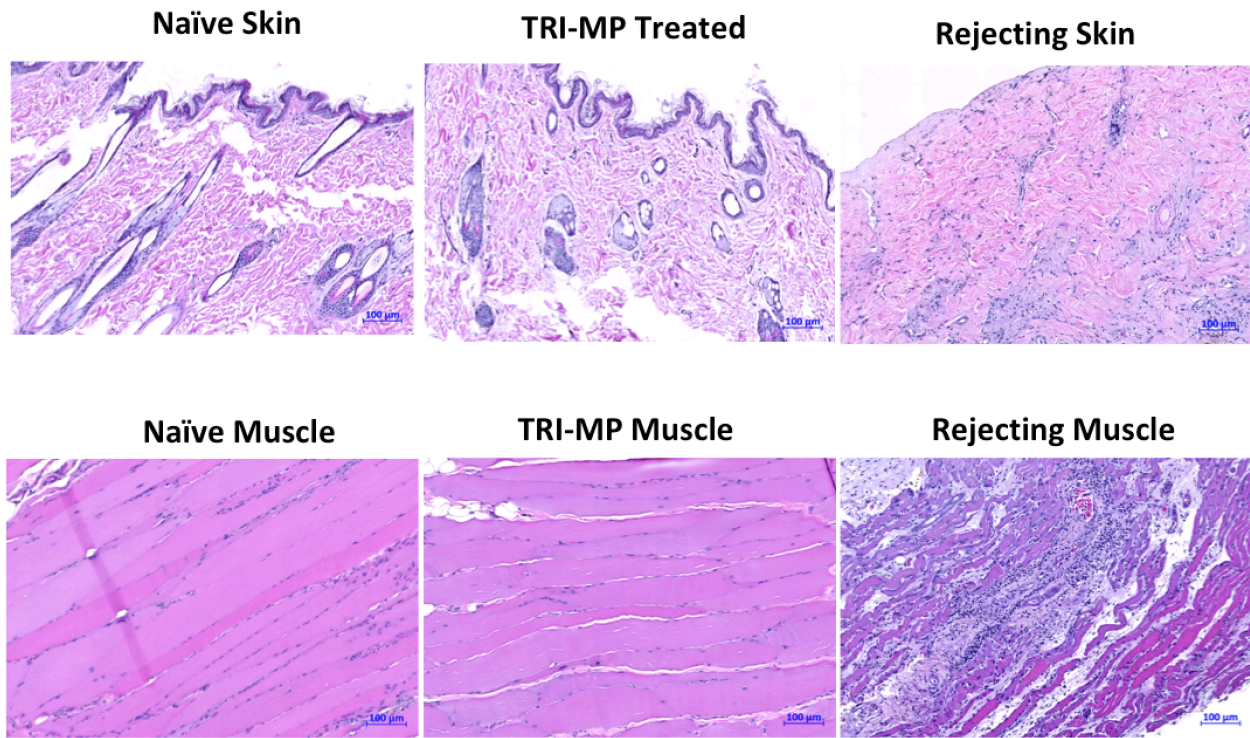 Naïve Skin
TRI-MP Treated
Rejecting Skin
100 µm
100 µm
100 µm
Naïve Muscle
TRI-MP Muscle
Rejecting Muscle
100 µm
100 µm
100 µm